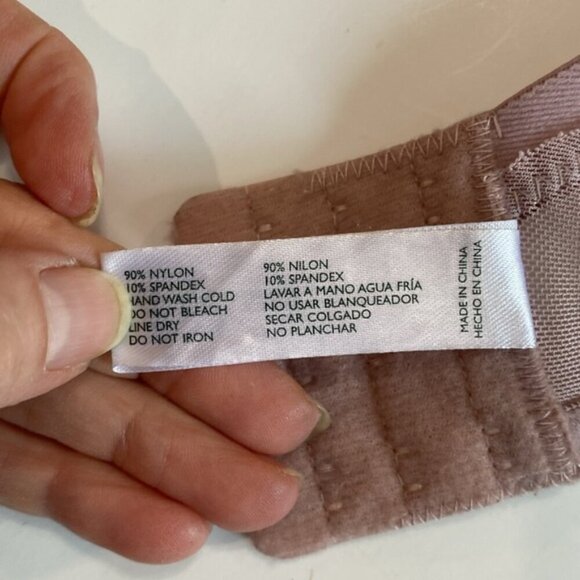 90% NYLON
10% SPANDEX
HAND WASH COLD
DO NOT BLEACH
LINE DRY
DO NOT IRON
90% NILON
10% SPANDEX
LAVAR A MANO AGUA FRÍA
NO USAR BLANQUEADOR
SECAR COLGADO
NO PLANCHAR
MADE IN CHINA
HECHO EN CHINA